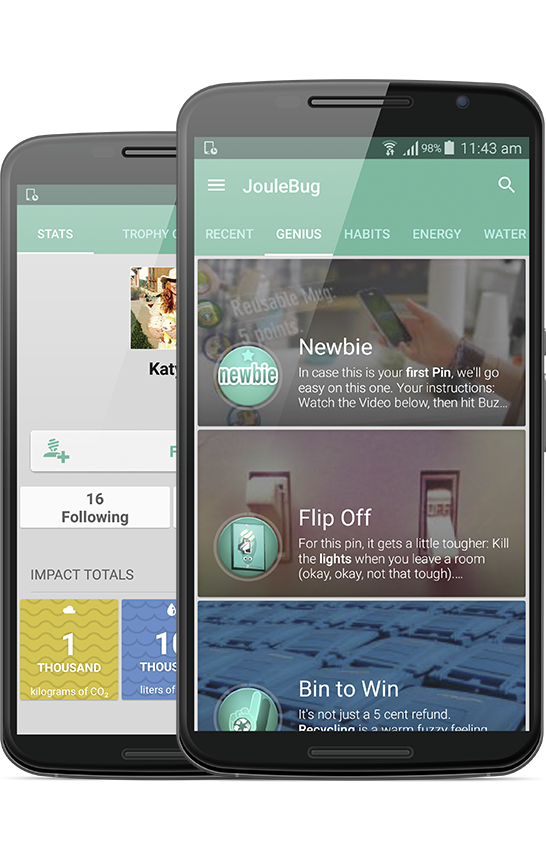 STATS
TROPHY
Katy
16
Following
IMPACT TOTALS
1
THOUSAND
kilograms of CO₂
liters of
98% 11:43 am
JouleBug
RECENT GENIUS HABITS ENERGY WATER
Reusable Mug:
5 points.
newbie
Newbie
In case this is your first Pin, we'll go
easy on this one. Your instructions:
Watch the Video below, then hit Buz...
Flip Off
For this pin, it gets a little tougher: Kill
the lights when you leave a room
(okay, okay, not that tough)....
OFF
Bin to Win
It's not just a 5 cent refund.
Recycling is a warm fuzzy feeling